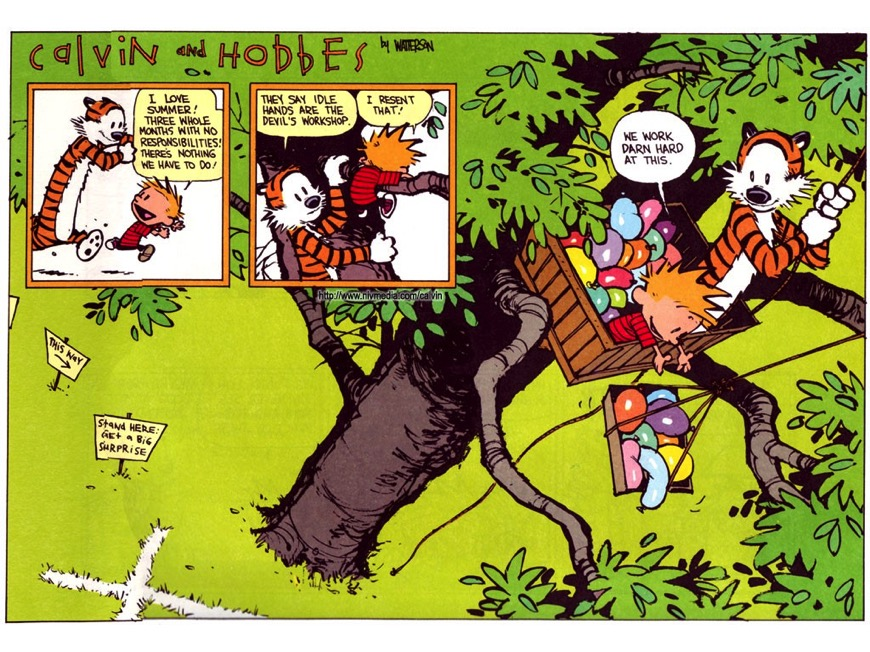 Calvin and HobbEs by WATTERSON
I LOVE
SUMMER!
THREE WHOLE
MONTHS WITH NO
RESPONSIBILITIES!
THERE'S NOTHING
WE HAVE TO DO!
THEY SAY IDLE
HANDS ARE THE
DEVIL'S WORKSHOP.
I RESENT
THAT!
WE WORK
DARN HARD
AT THIS.
http://www.nivmedia.com/calvin
THIS WAY
STAND HERE:
GET A BIG
SURPRISE